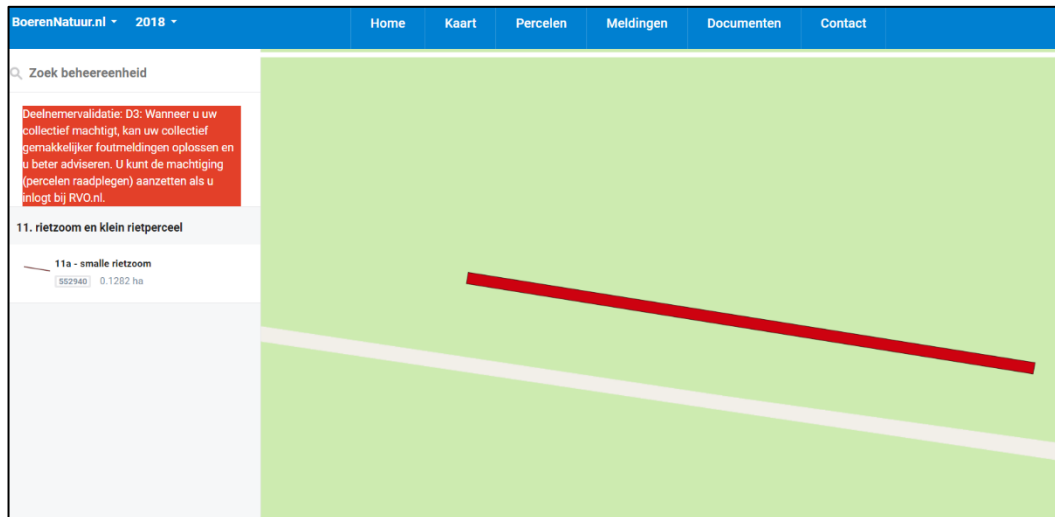 BoerenNatuur.nl 2018 Home Kaart Percelen Meldingen Documenten Contact
Zoek beheereenheid
Deelnemervalidatie: D3: Wanneer u uw
collectief machtigt, kan uw collectief
gemakkelijker foutmeldingen oplossen en
u beter adviseren. U kunt de machtiging
(percelen raadplegen) aanzetten als u
inlogt bij RVO.nl.
11. rietzoom en klein rietperceel
11a - smalle rietzoom
552940 0.1282 ha